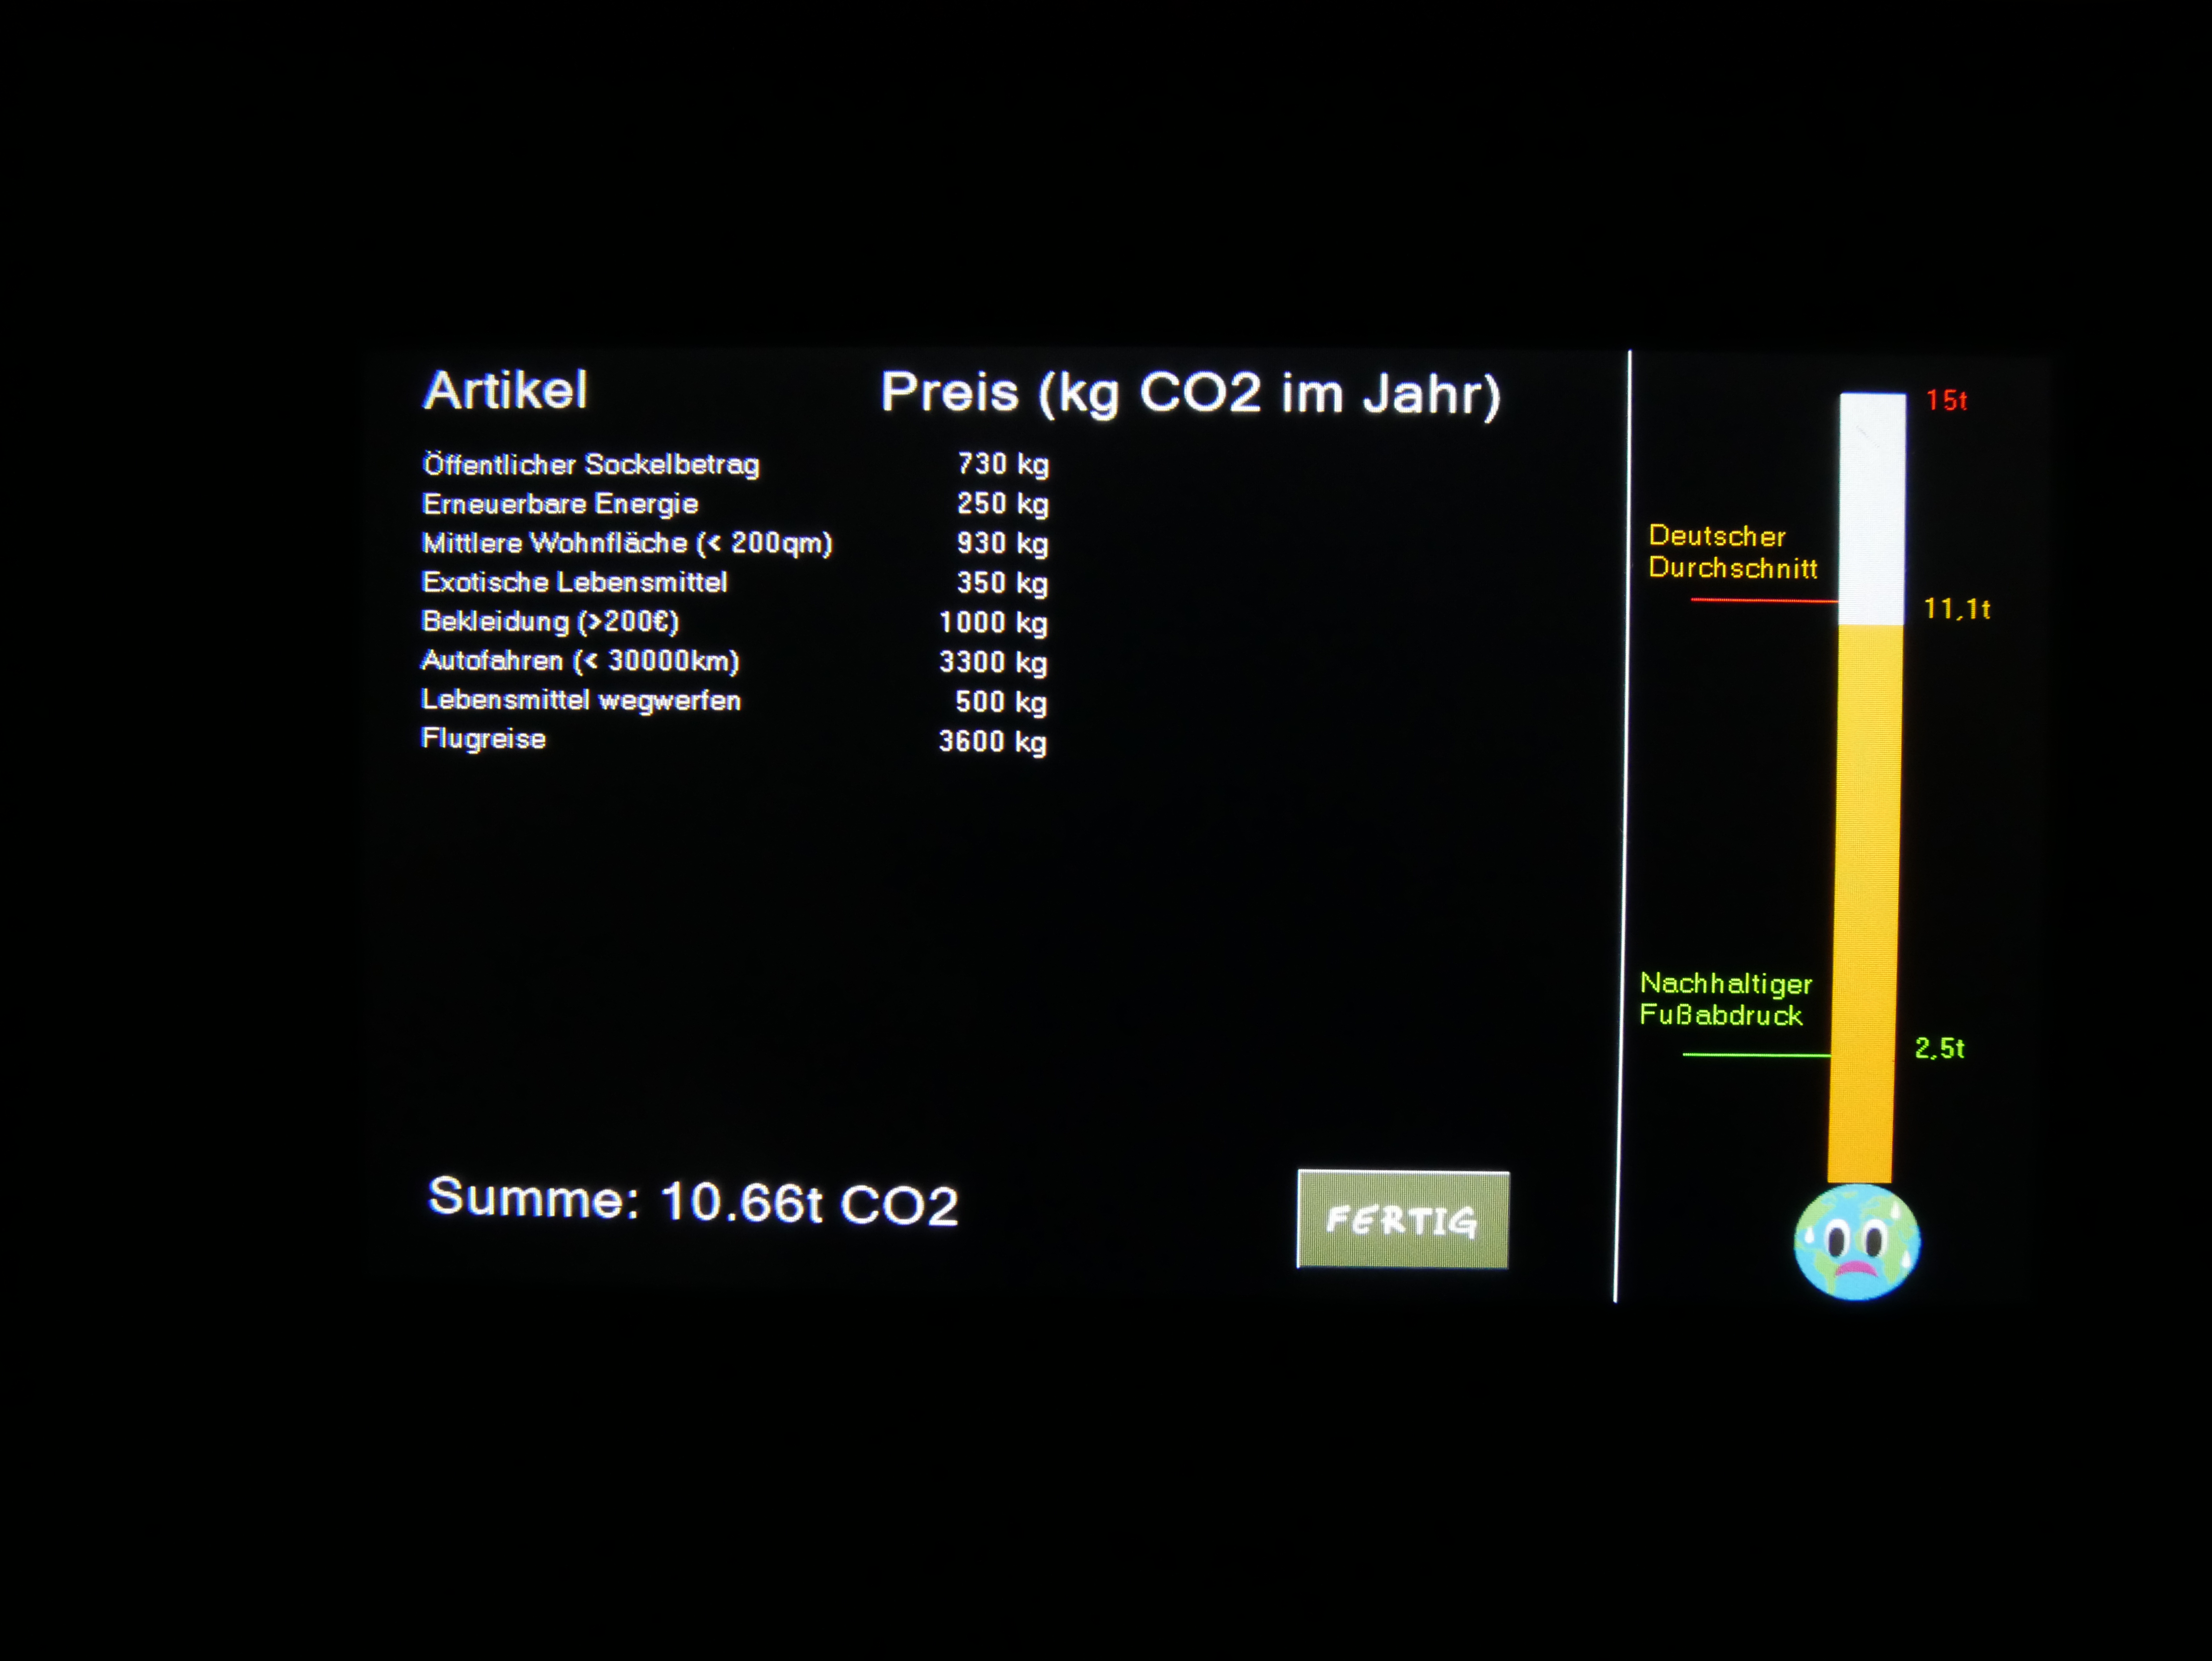 Artikel Preis (kg CO2 im Jahr)
Öffentlicher Sockelbetrag 730 kg
Erneuerbare Energie 250 kg
Mittlere Wohnfläche (< 200qm) 930 kg
Exotische Lebensmittel 350 kg
Bekleidung (>200€) 1000 kg
Autofahren (< 30000km) 3300 kg
Lebensmittel wegwerfen 500 kg
Flugreise 3600 kg
Summe: 10.66t CO2
FERTIG
15t
Deutscher
Durchschnitt
11,1t
Nachhaltiger
Fußabdruck
2,5t